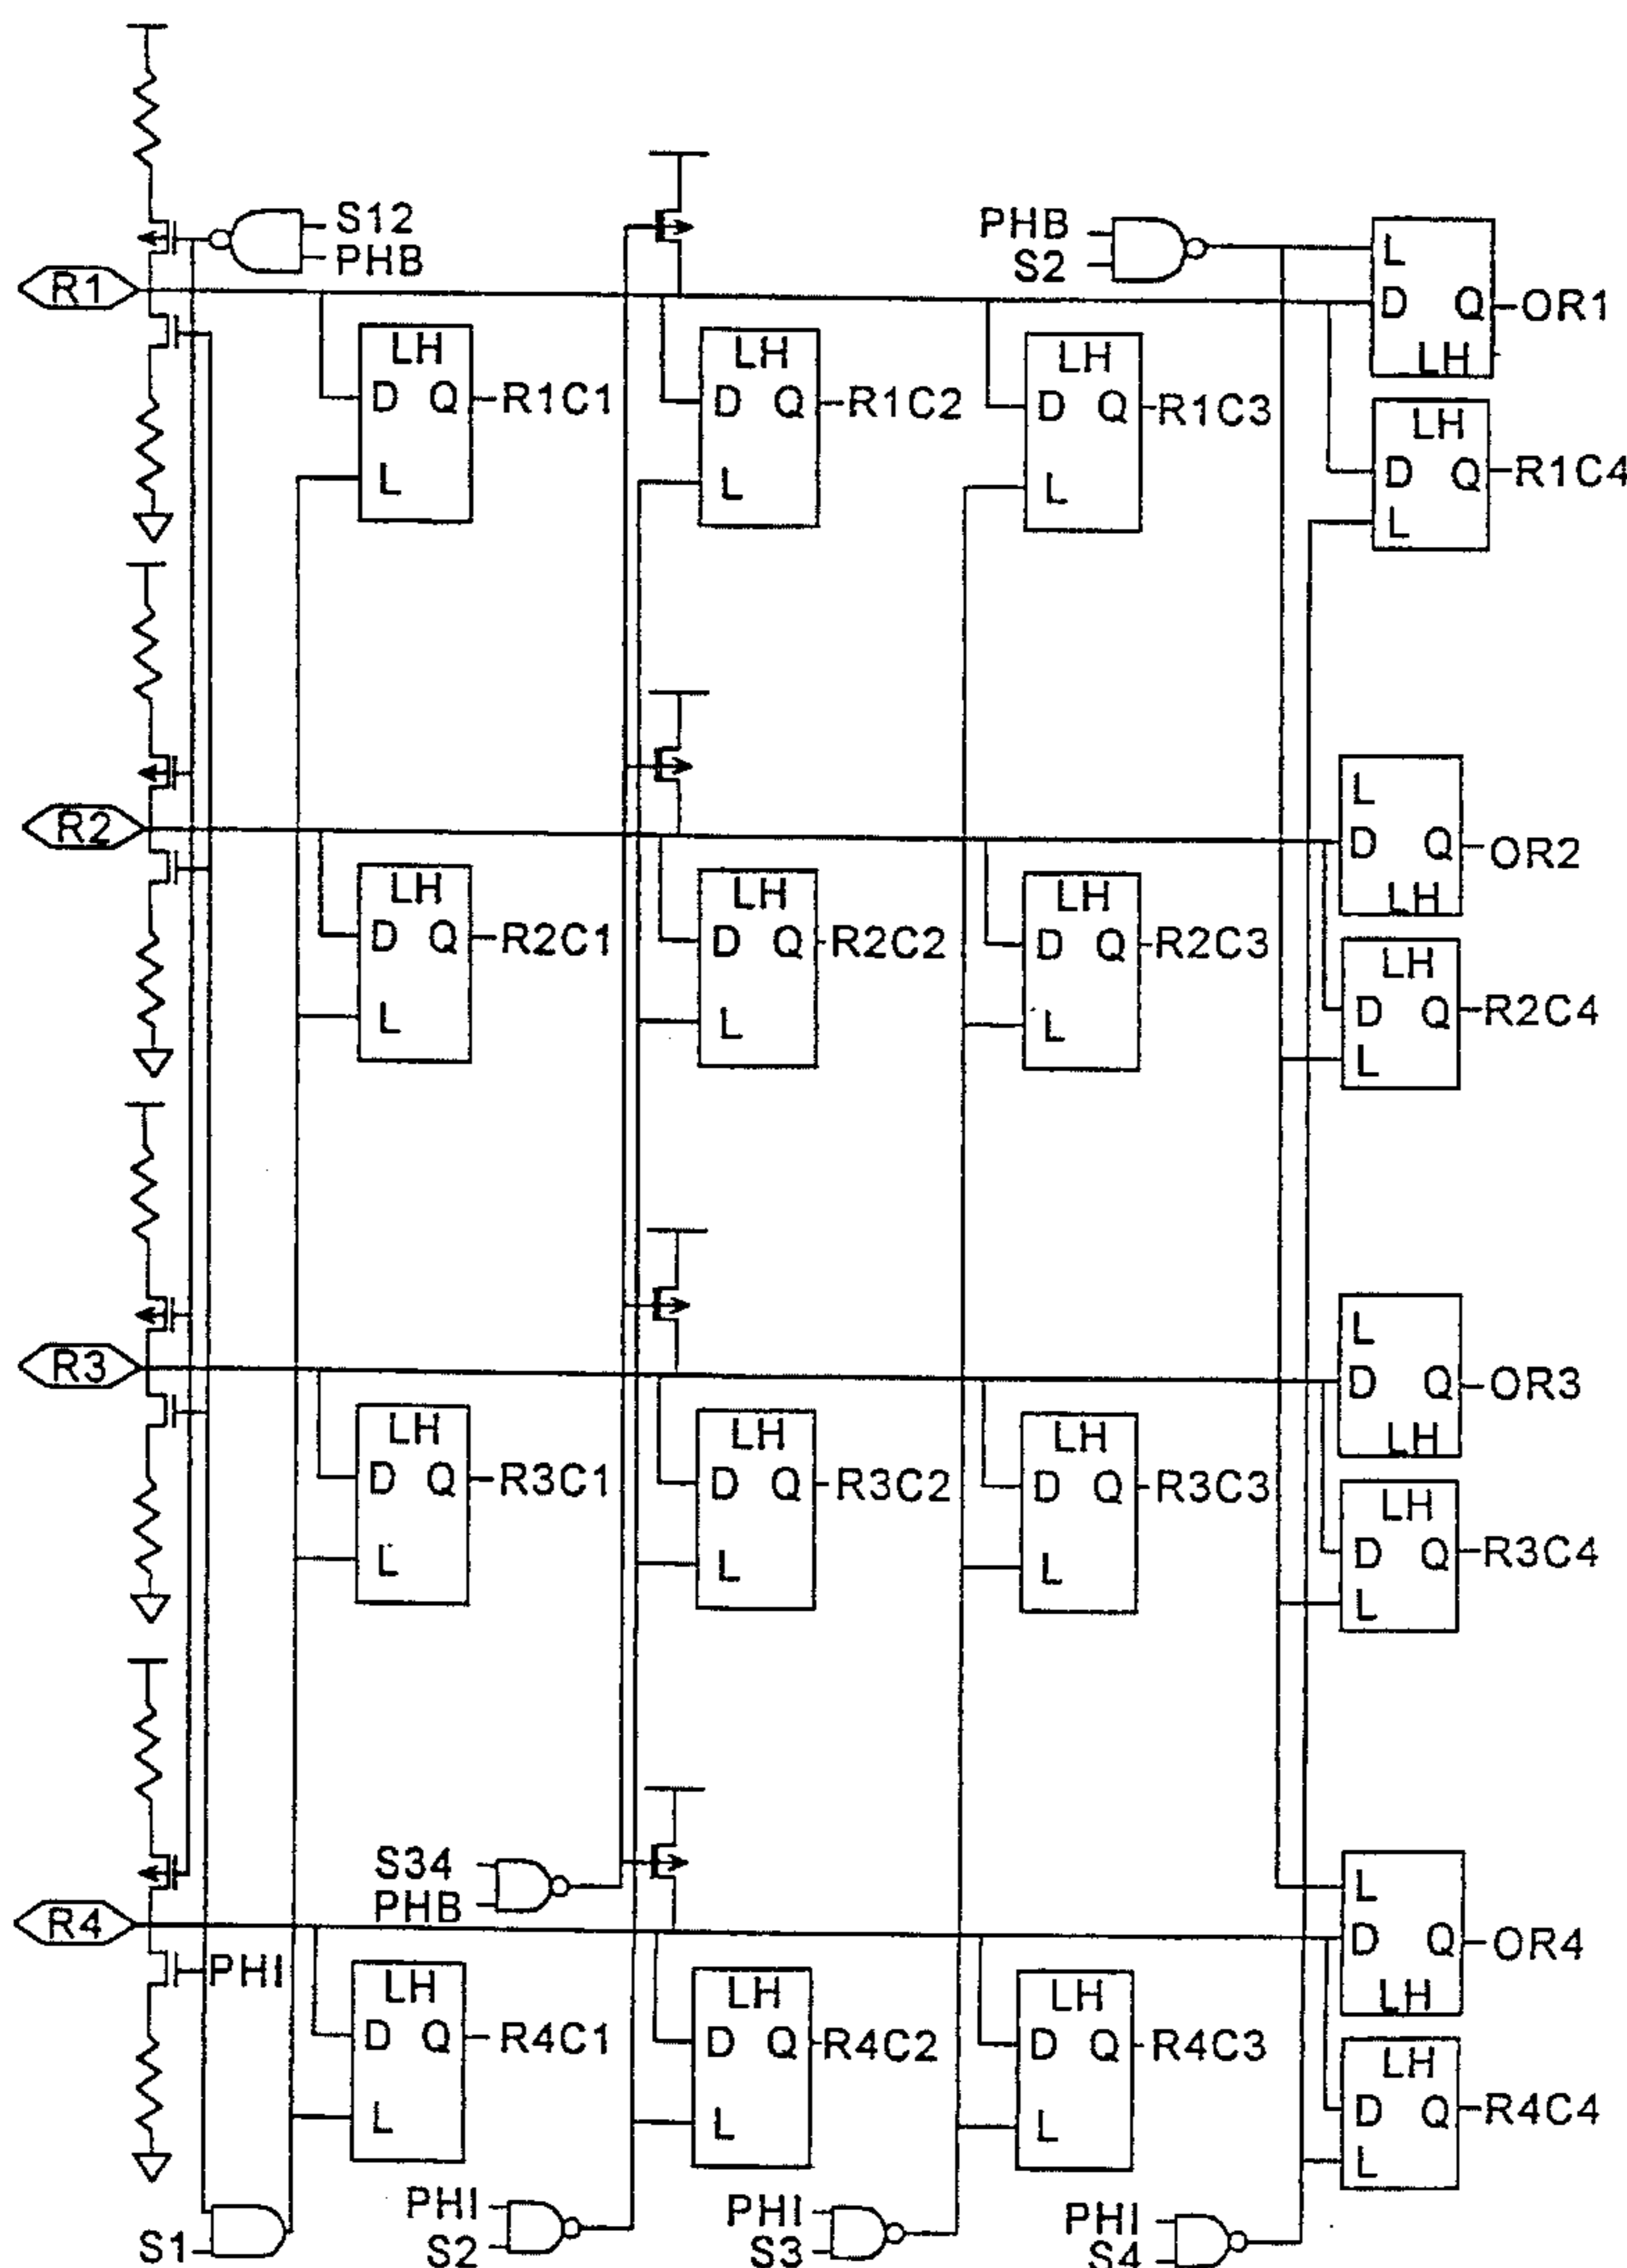 S12
PHB
PHB
S2
L
R1
D Q OR1
LH
LH
D Q R1C1
L
LH
D Q R1C2
L
LH
D Q R1C3
L
LH
D Q R1C4
L
L
R2
D Q OR2
LH
LH
D Q R2C1
L
LH
D Q R2C2
L
LH
D Q R2C3
L
LH
D Q R2C4
L
L
R3
D Q OR3
LH
LH
D Q R3C1
L
LH
D Q R3C2
L
LH
D Q R3C3
L
LH
D Q R3C4
L
S34
PHB
L
R4
D Q OR4
LH
PHI
LH
D Q R4C1
L
LH
D Q R4C2
L
LH
D Q R4C3
L
LH
D Q R4C4
L
S1
PHI
S2
PHI
S3
PHI
S4